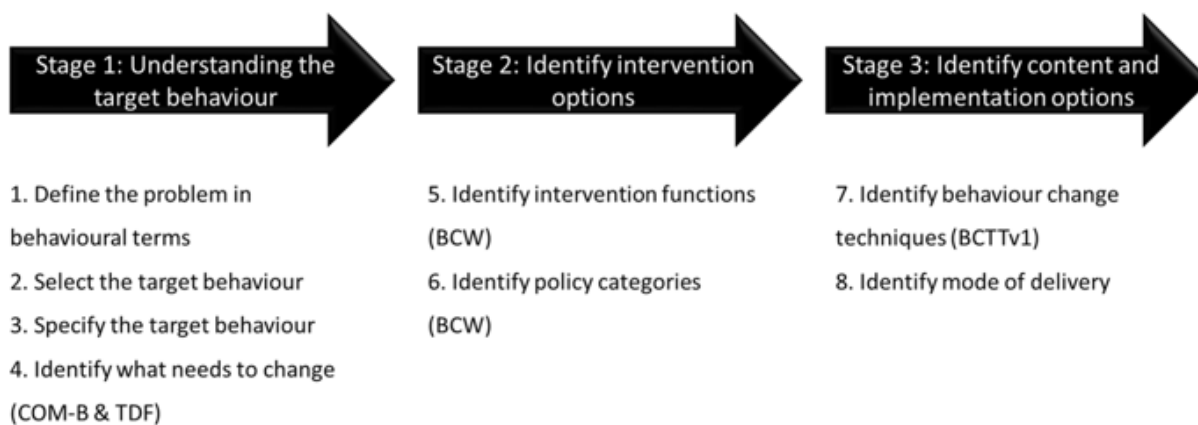 Stage 1: Understanding the
target behaviour
1. Define the problem in
behavioural terms
2. Select the target behaviour
3. Specify the target behaviour
4. Identify what needs to change
(COM-B & TDF)
Stage 2: Identify intervention
options
5. Identify intervention functions
(BCW)
6. Identify policy categories
(BCW)
Stage 3: Identify content and
implementation options
7. Identify behaviour change
techniques (BCTTv1)
8. Identify mode of delivery